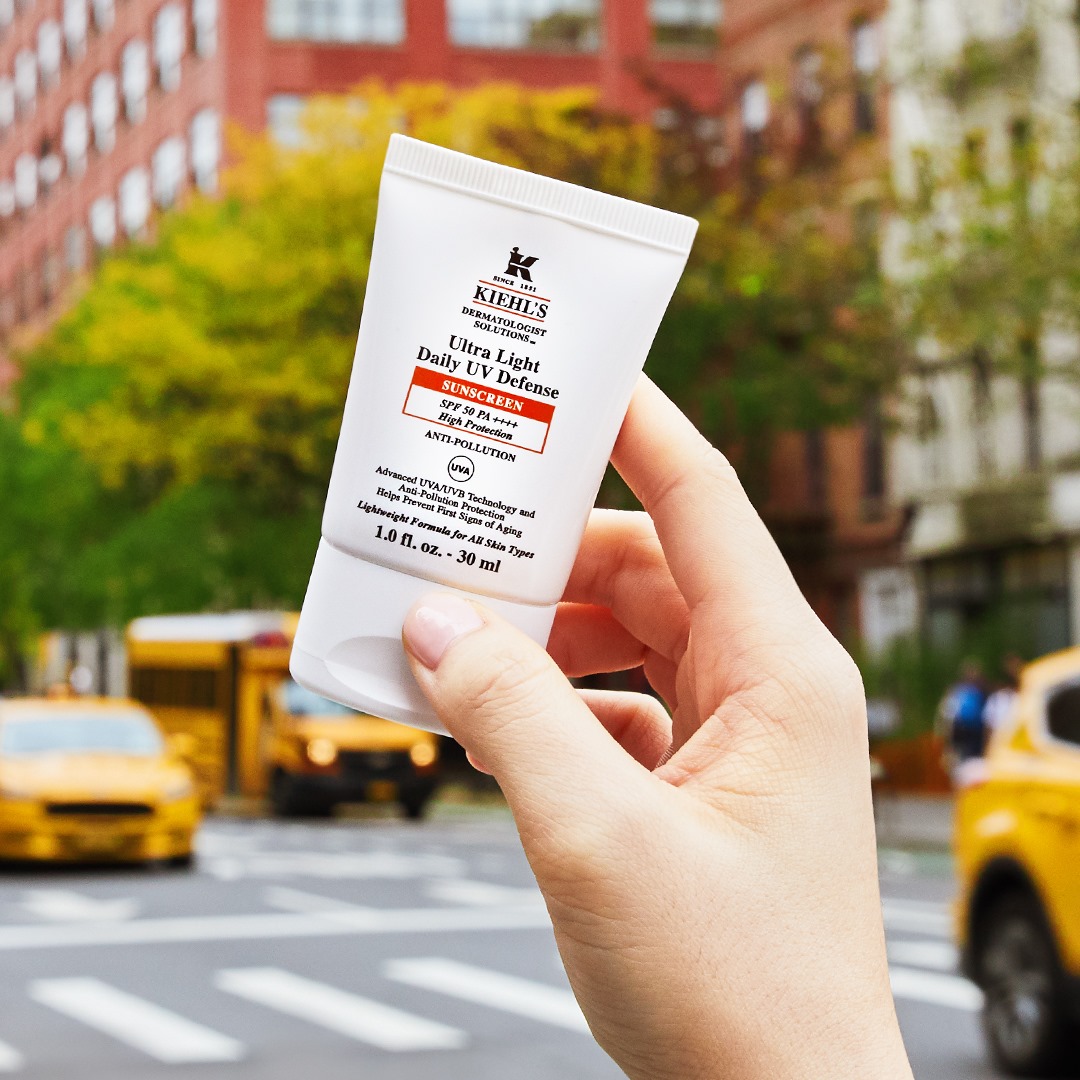 K
SINCE 1851
KIEHL'S
DERMATOLOGIST
SOLUTIONS™
Ultra Light
Daily UV Defense
SUNSCREEN
SPF 50 PA ++++
High Protection
ANTI-POLLUTION
UVA
Advanced UVA/UVB Technology and
Anti-Pollution Protection
Helps Prevent First Signs of Aging
Lightweight Formula for All Skin Types
1.0 fl. oz. - 30 ml